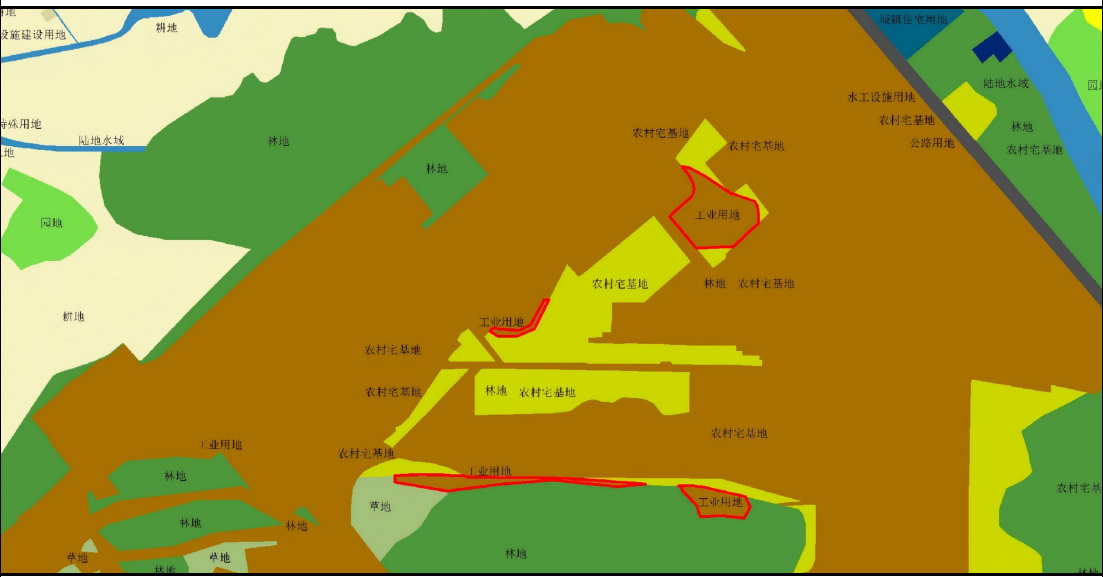 耕地
城镇住宅用地
设施建设用地
陆地水域
水工设施用地
特殊用地
农村宅基地
林地
农村宅基地
陆地水域
林地
公路用地
农村宅基地
农村宅基地
林地
园地
工业用地
农村宅基地
林地
农村宅基地
耕地
工业用地
农村宅基地
农村宅基地
林地
农村宅基地
农村宅基地
工业用地
农村宅基地
工业用地
林地
农村宅基
草地
工业用地
林地
林地
草地
草地
林地
林地
林地